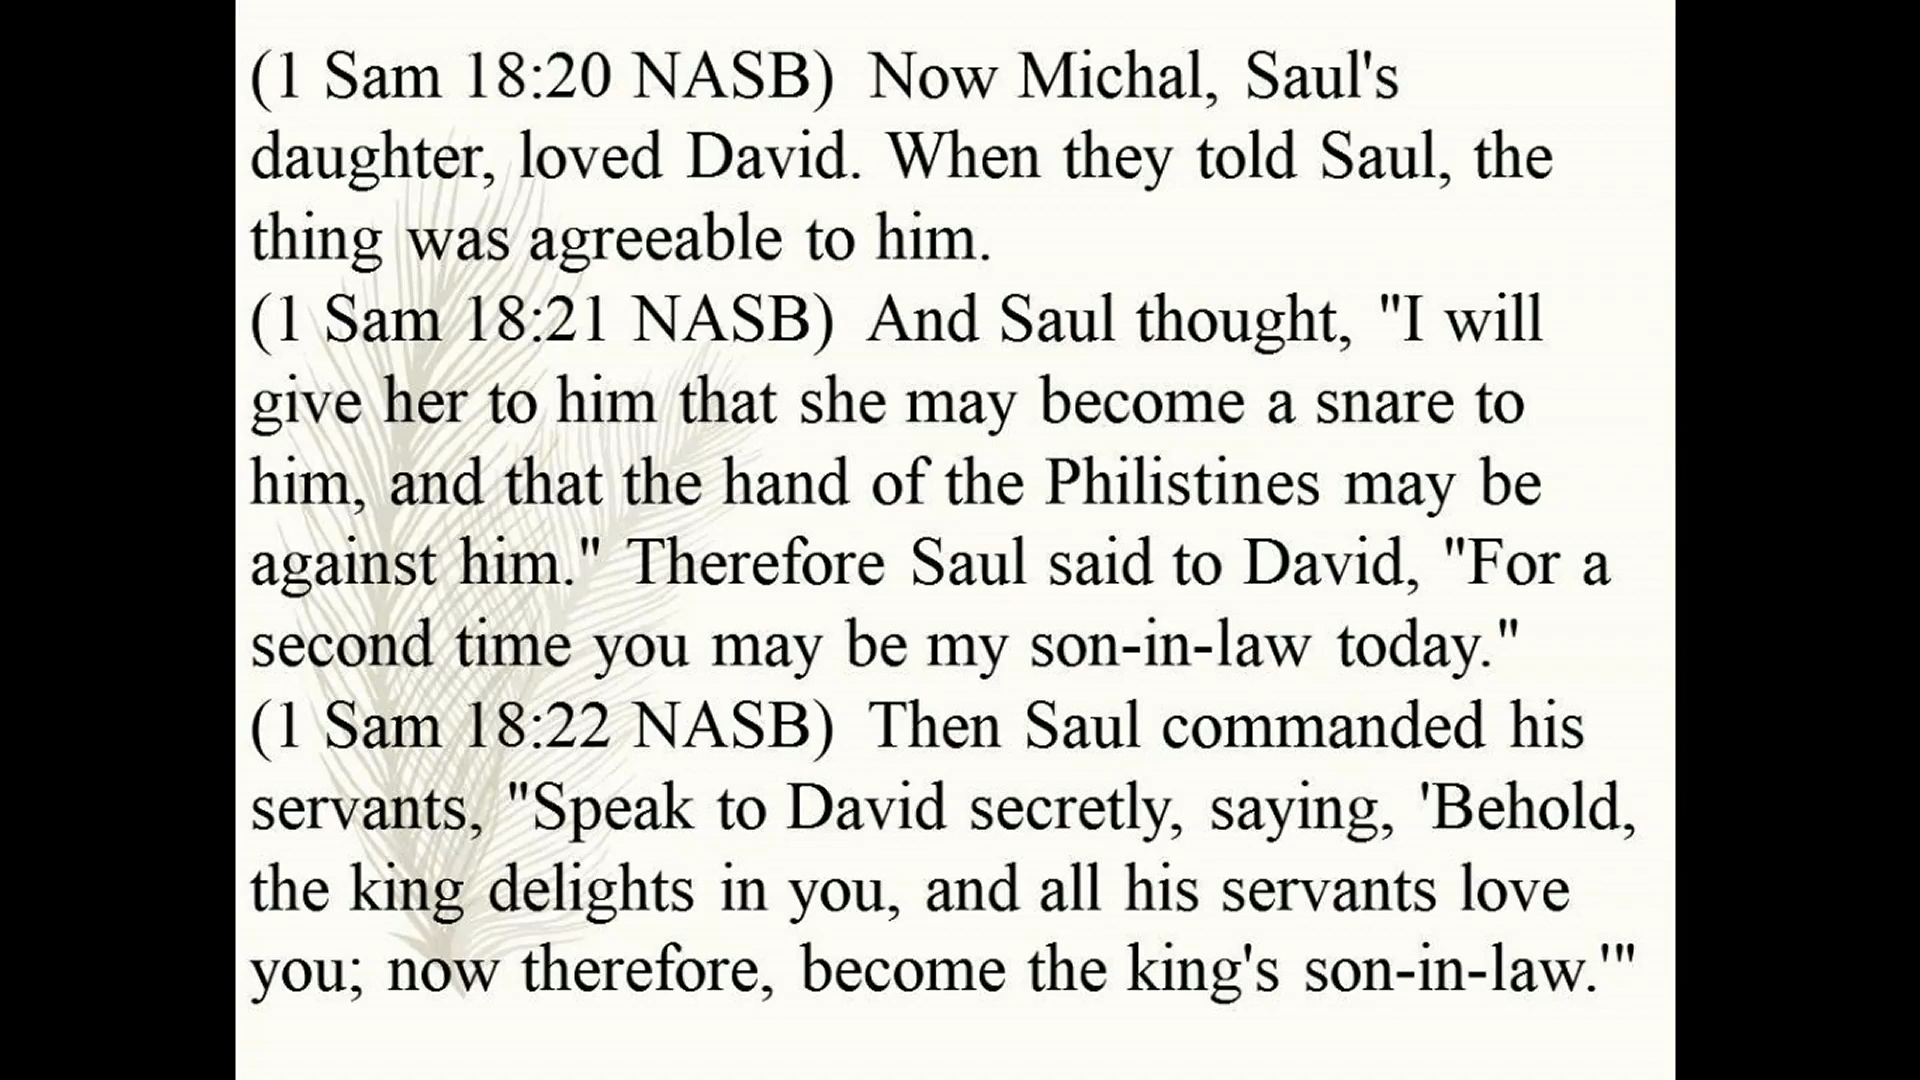 (1 Sam 18:20 NASB)  Now Michal, Saul's
daughter, loved David. When they told Saul, the
thing was agreeable to him.
(1 Sam 18:21 NASB)  And Saul thought, "I will
give her to him that she may become a snare to
him, and that the hand of the Philistines may be
against him." Therefore Saul said to David, "For a
second time you may be my son-in-law today."
(1 Sam 18:22 NASB)  Then Saul commanded his
servants, "Speak to David secretly, saying, 'Behold,
the king delights in you, and all his servants love
you; now therefore, become the king's son-in-law.'"